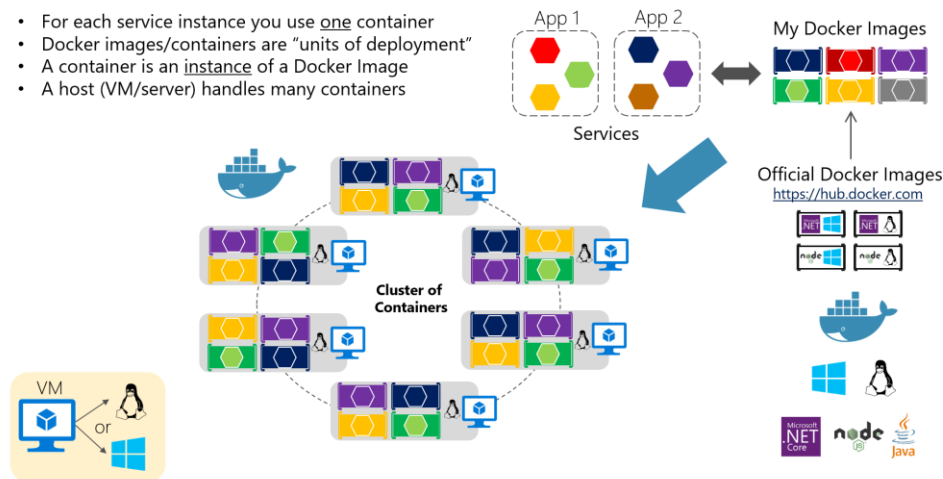 • For each service instance you use one container
• Docker images/containers are “units of deployment”
• A container is an instance of a Docker Image
• A host (VM/server) handles many containers
App 1
App 2
Services
My Docker Images
Official Docker Images
https://hub.docker.com
Microsoft
.NET
Microsoft
.NET
node
node
Cluster of
Containers
VM
or
Microsoft
.NET
Core
node
JS
Java